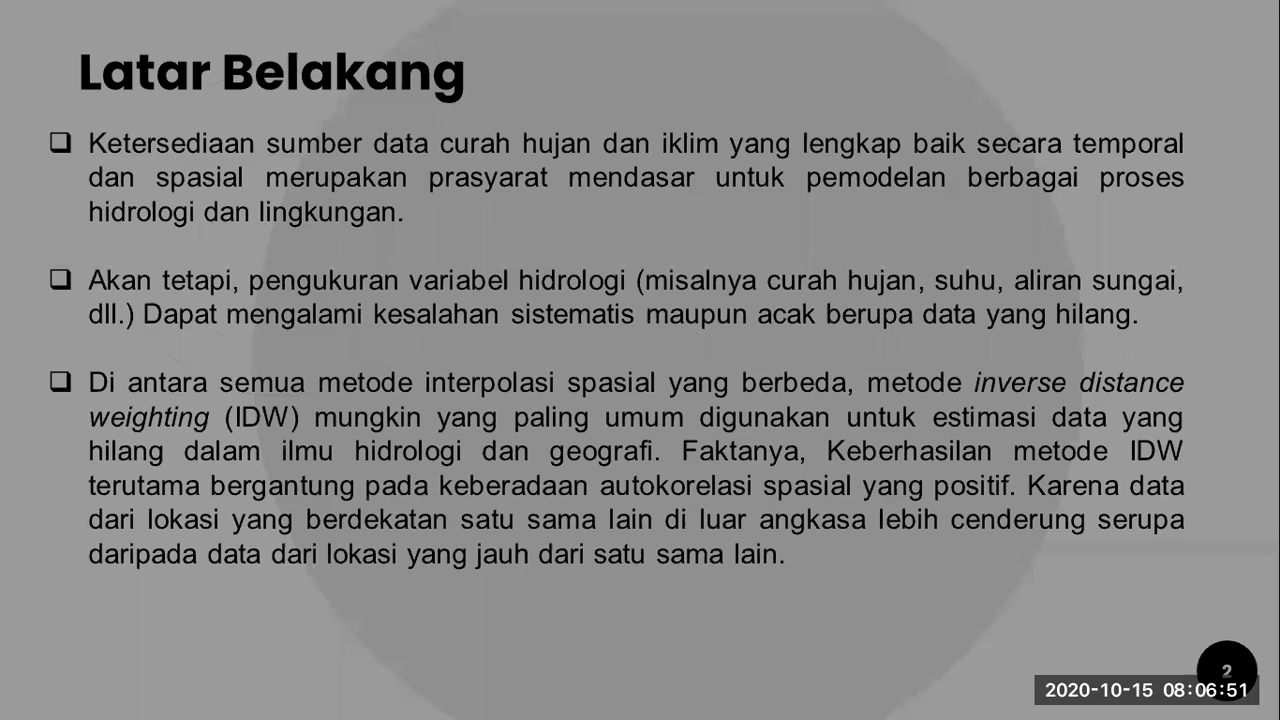 Latar Belakang
❑ Ketersediaan sumber data curah hujan dan iklim yang lengkap baik secara temporal
dan spasial merupakan prasyarat mendasar untuk pemodelan berbagai proses
hidrologi dan lingkungan.
❑ Akan tetapi, pengukuran variabel hidrologi (misalnya curah hujan, suhu, aliran sungai,
dll.) Dapat mengalami kesalahan sistematis maupun acak berupa data yang hilang.
❑ Di antara semua metode interpolasi spasial yang berbeda, metode inverse distance
weighting (IDW) mungkin yang paling umum digunakan untuk estimasi data yang
hilang dalam ilmu hidrologi dan geografi. Faktanya, Keberhasilan metode IDW
terutama bergantung pada keberadaan autokorelasi spasial yang positif. Karena data
dari lokasi yang berdekatan satu sama lain di luar angkasa lebih cenderung serupa
daripada data dari lokasi yang jauh dari satu sama lain.
2
2020-10-15 08:06:51